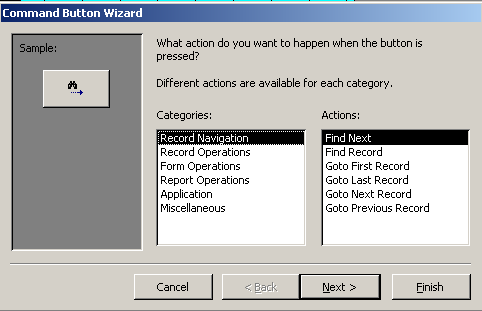 Command Button Wizard
Sample:
What action do you want to happen when the button is
pressed?
Different actions are available for each category.
Categories:
Record Navigation
Record Operations
Form Operations
Report Operations
Application
Miscellaneous
Actions:
Find Next
Find Record
Goto First Record
Goto Last Record
Goto Next Record
Goto Previous Record
Cancel
< Back
Next >
Finish